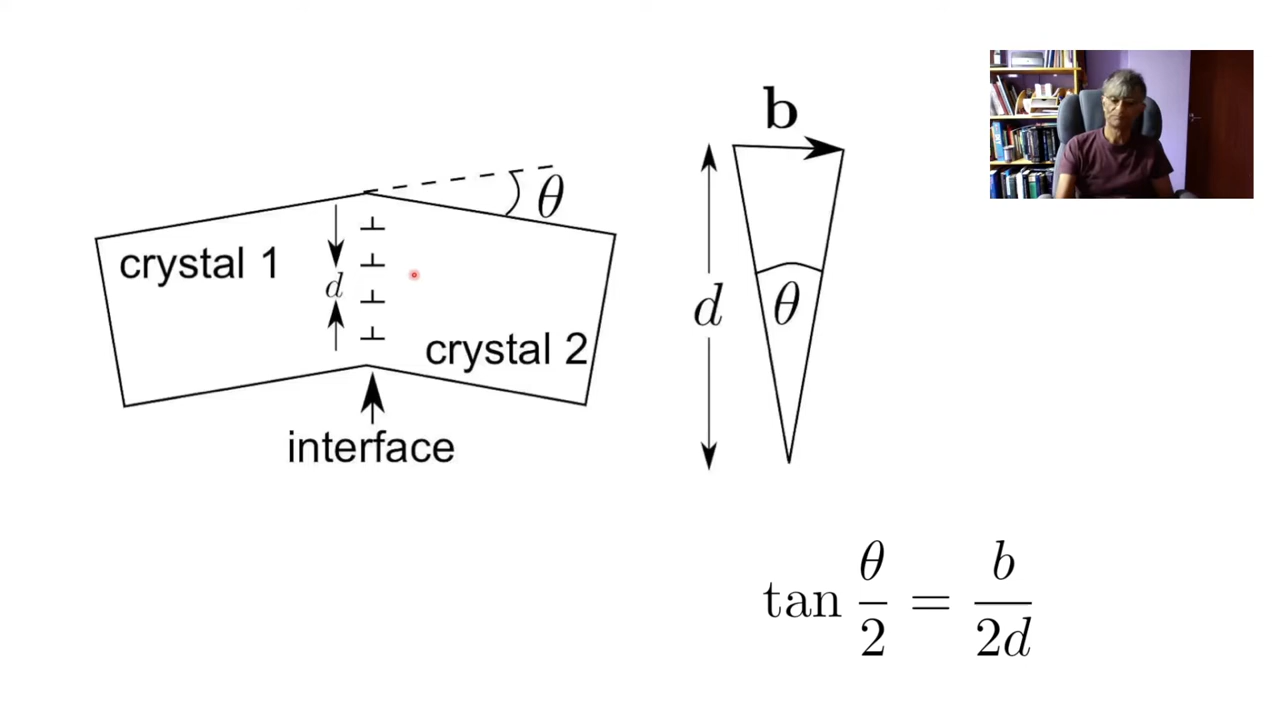 θ
crystal 1
d
crystal 2
interface
b
d
θ
tan θ/2 = b/2d